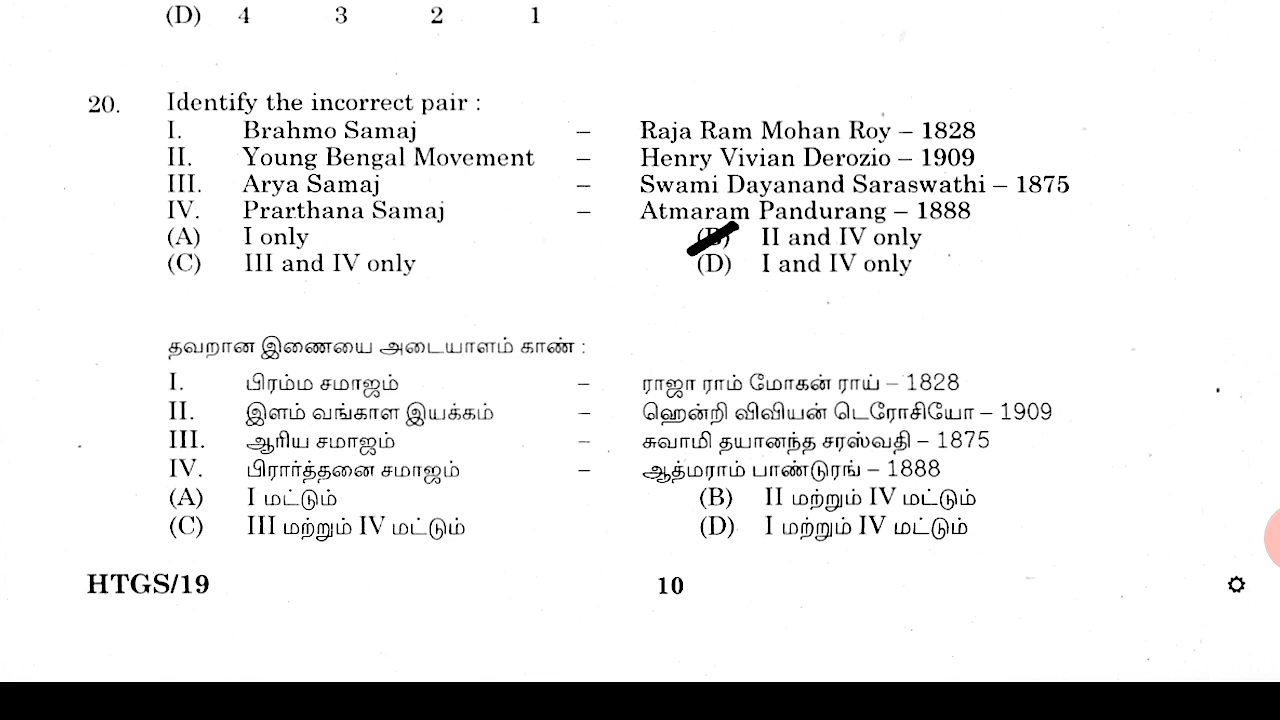 (D) 4 3 2 1
20. Identify the incorrect pair :
I. Brahmo Samaj – Raja Ram Mohan Roy – 1828
II. Young Bengal Movement – Henry Vivian Derozio – 1909
III. Arya Samaj – Swami Dayanand Saraswathi – 1875
IV. Prarthana Samaj – Atmaram Pandurang – 1888
(A) I only (B) II and IV only
(C) III and IV only (D) I and IV only
தவறான இணையை அடையாளம் காண் :
I. பிரம்ம சமாஜம் – ராஜா ராம் மோகன் ராய் – 1828
II. இளம் வங்காள இயக்கம் – ஹென்றி விவியன் டெரோசியோ – 1909
III. ஆரிய சமாஜம் – சுவாமி தயானந்த சரஸ்வதி – 1875
IV. பிரார்த்தனை சமாஜம் – ஆத்மராம் பாண்டுரங் – 1888
(A) I மட்டும் (B) II மற்றும் IV மட்டும்
(C) III மற்றும் IV மட்டும் (D) I மற்றும் IV மட்டும்
HTGS/19 10